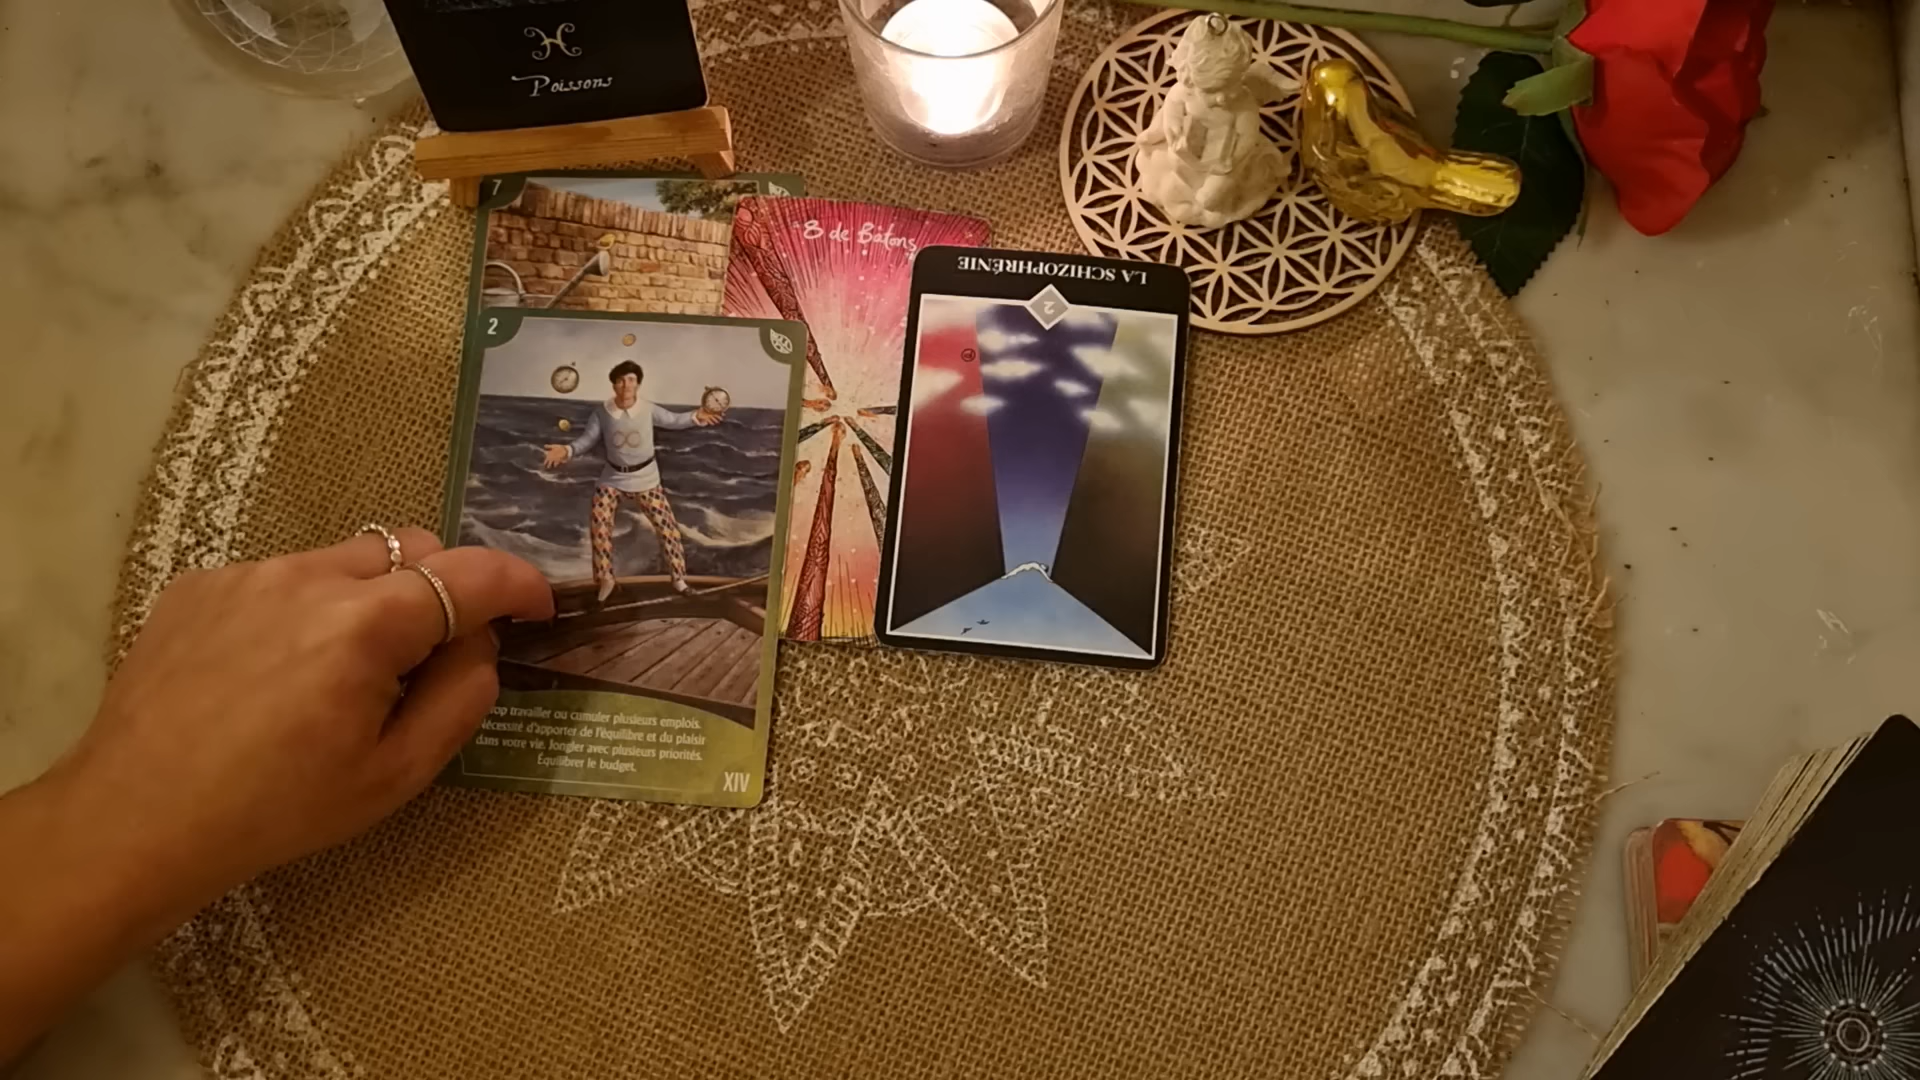 Poissons
7
8 de Bâtons
LA SCHIZOPHRÉNIE
2
2
travailler ou cumuler plusieurs emplois.
Nécessité d'apporter de l'équilibre et du plaisir
dans votre vie. Jongler avec plusieurs priorités.
Équilibrer le budget.
XIV